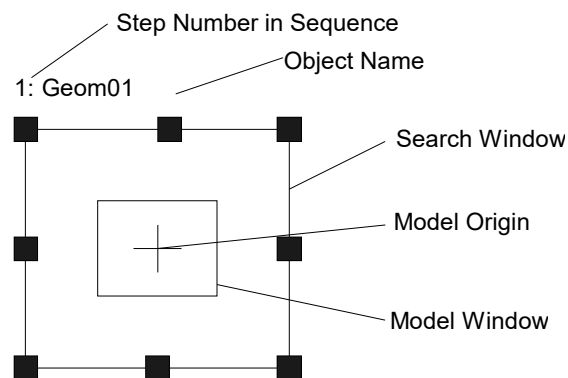 Step Number in Sequence
Object Name
1: Geom01
Search Window
Model Origin
Model Window